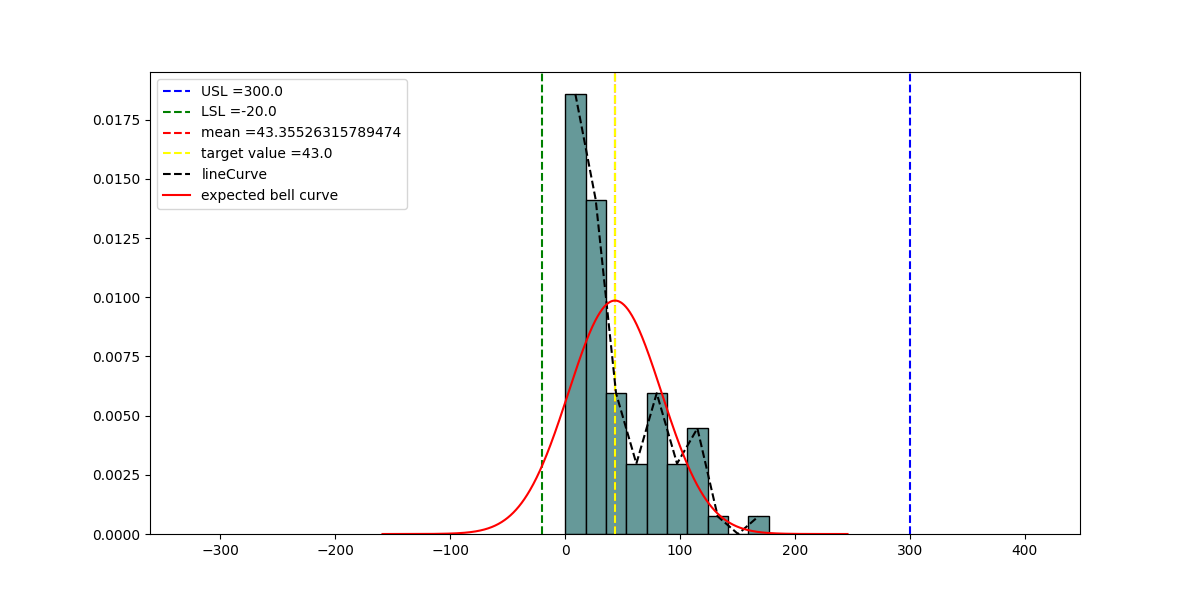 USL =300.0
LSL =-20.0
mean =43.35526315789474
target value =43.0
lineCurve
expected bell curve
0.0175
0.0150
0.0125
0.0100
0.0075
0.0050
0.0025
0.0000
−300 −200 −100 0 100 200 300 400